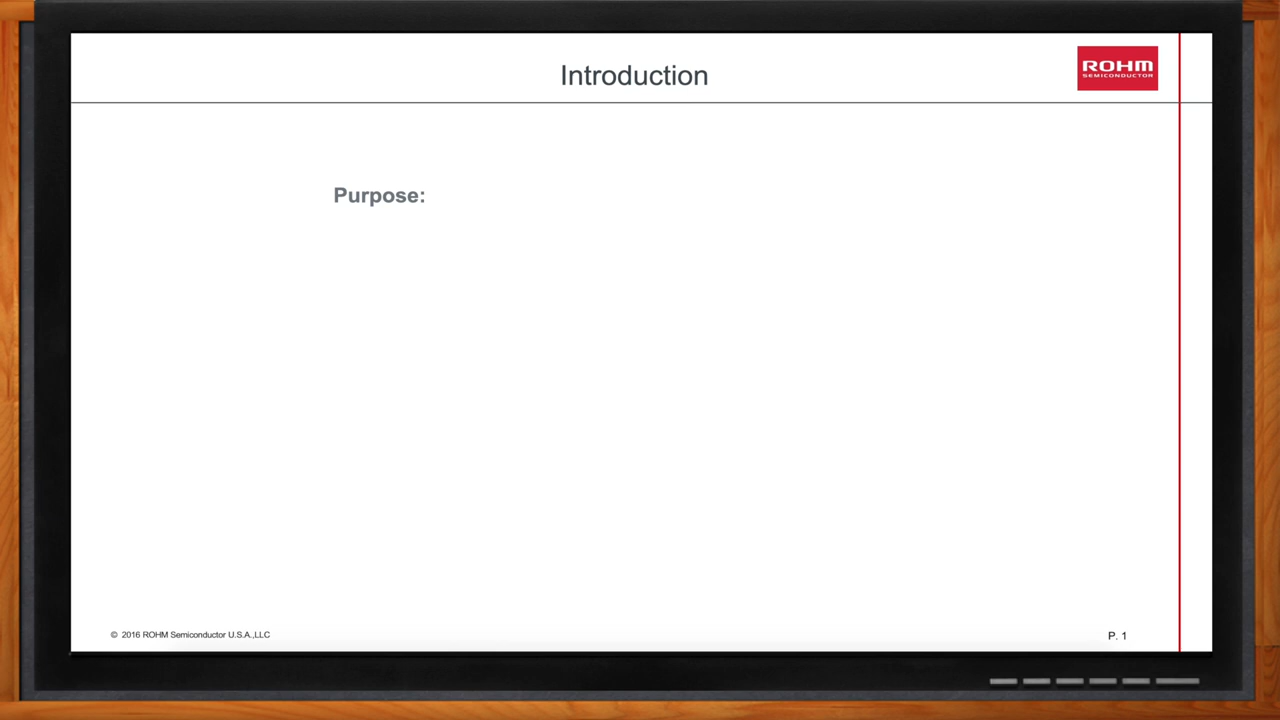 Introduction
ROHM
SEMICONDUCTOR
Purpose:
© 2016 ROHM Semiconductor U.S.A.,LLC
P. 1